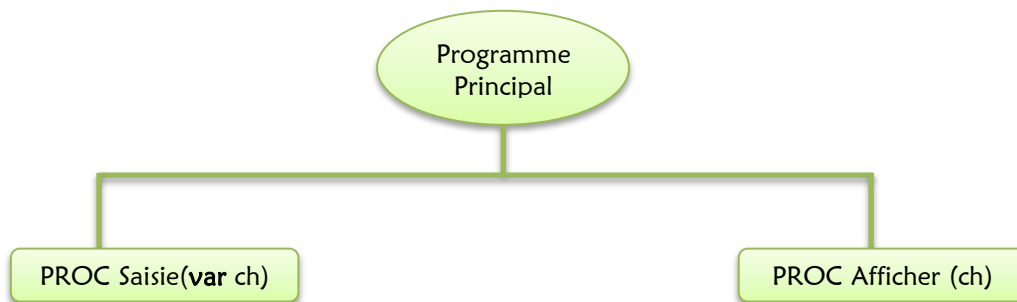 Programme
Principal
PROC Saisie(var ch)
PROC Afficher (ch)